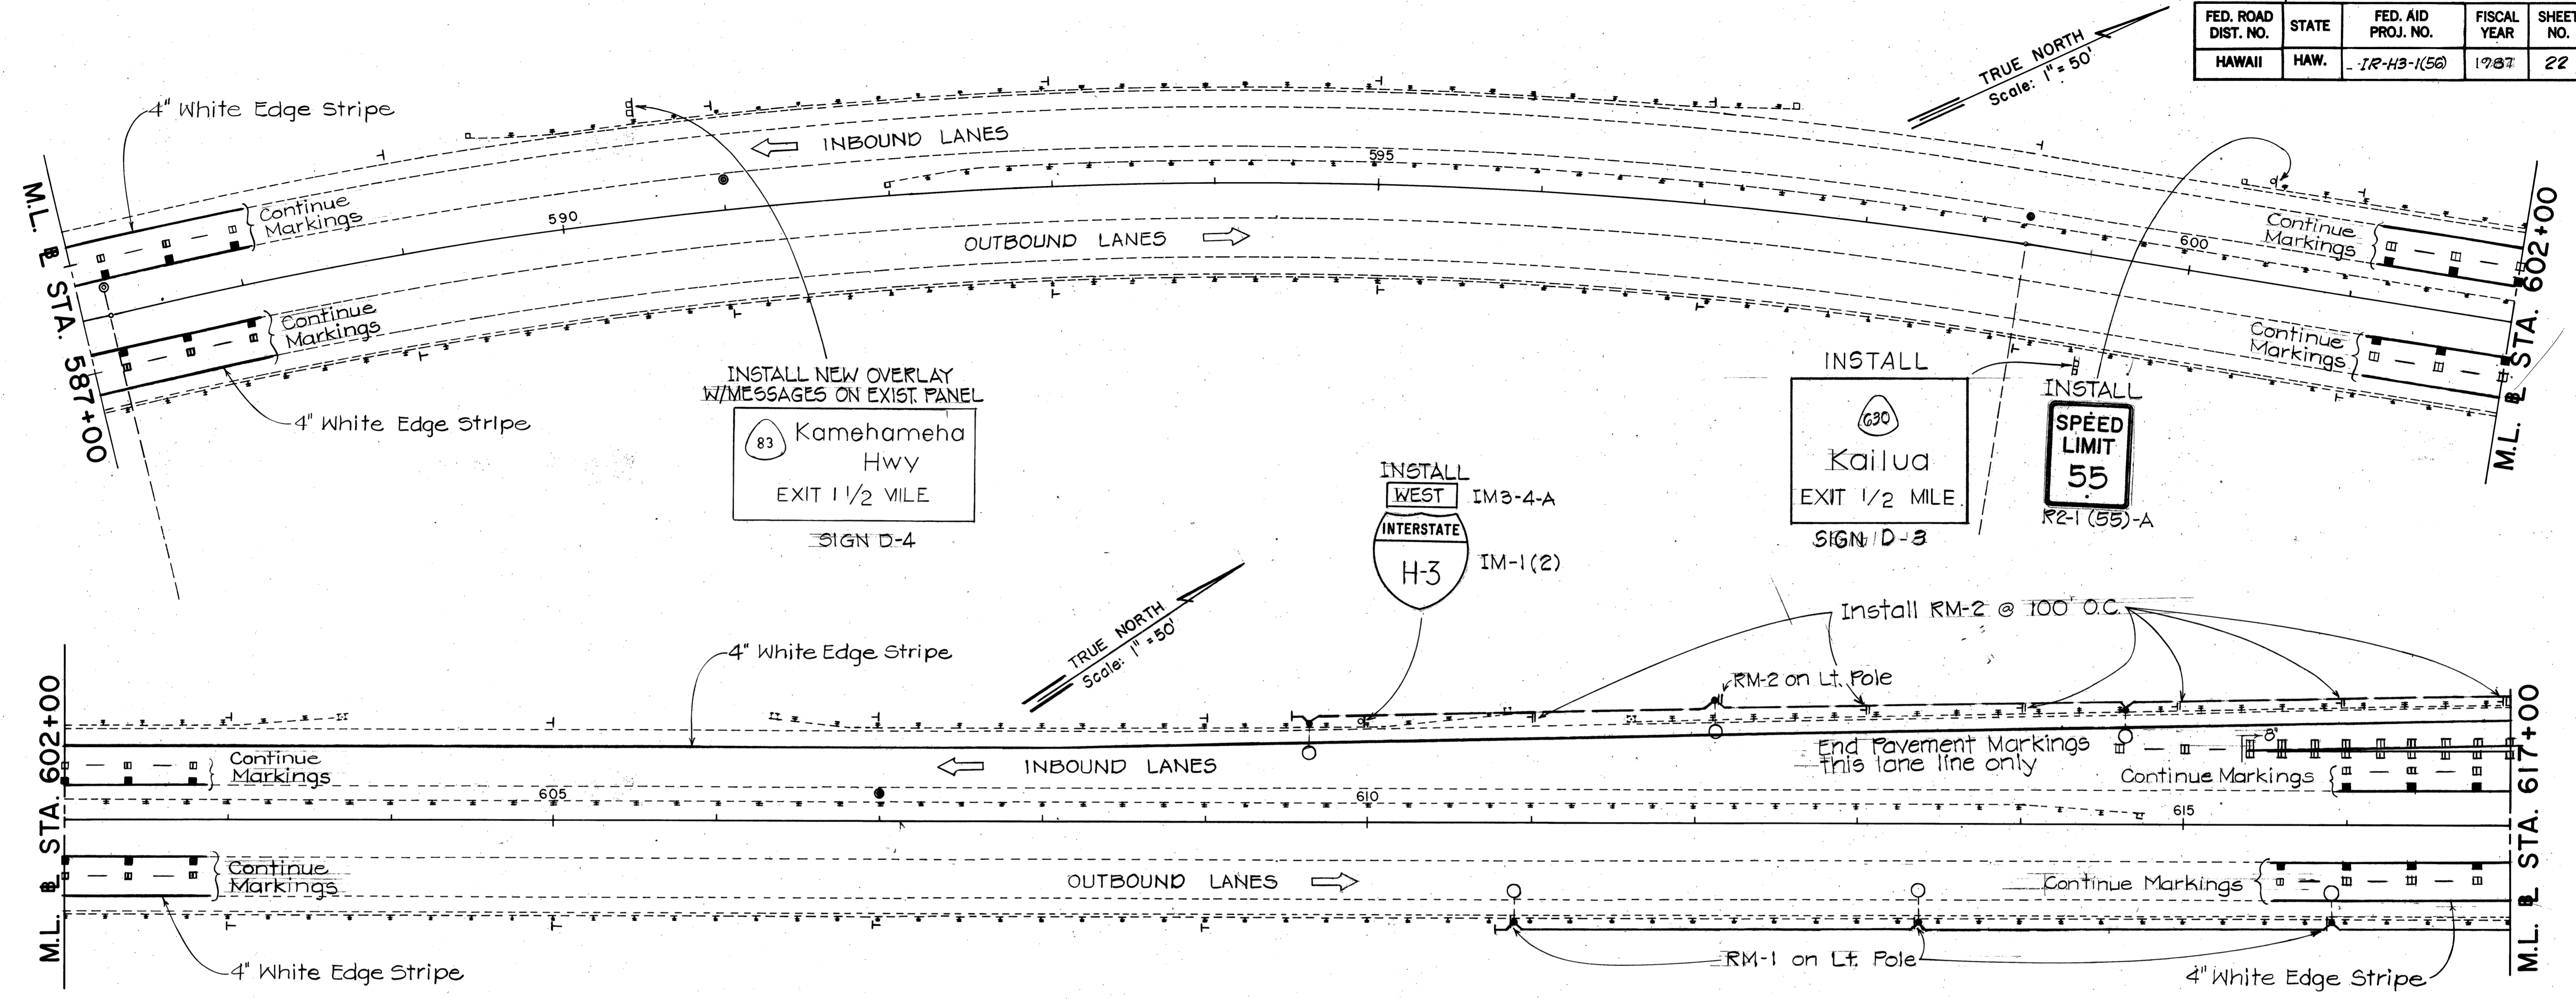 FED. ROAD DIST. NO.
STATE
FED. AID PROJ. NO.
FISCAL YEAR
SHEET NO.
HAWAII
HAW.
IR-H3-1(56)
1987
22
TRUE NORTH
Scale: 1" = 50'
4" White Edge Stripe
INBOUND LANES
595
590
600
OUTBOUND LANES
Continue
Markings
Continue
Markings
Continue
Markings
Continue
Markings
M.L. B STA. 587+00
M.L. B STA. 602+00
4" White Edge Stripe
INSTALL NEW OVERLAY
W/MESSAGES ON EXIST. PANEL
83 Kamehameha
Hwy
EXIT 1 1/2 MILE
SIGN D-4
INSTALL
WEST IM3-4-A
INTERSTATE
H-3 IM-1(2)
INSTALL
630
Kailua
EXIT 1/2 MILE
SIGN D-3
INSTALL
SPEED
LIMIT
55
R2-1 (55)-A
TRUE NORTH
Scale: 1" = 50'
4" White Edge Stripe
Install RM-2 @ 100' O.C.
RM-2 on Lt. Pole
M.L. B STA. 602+00
Continue
Markings
INBOUND LANES
End Pavement Markings
this lane line only
8"
Continue Markings
605
610
615
M.L. B STA. 617+00
Continue
Markings
OUTBOUND LANES
Continue Markings
4" White Edge Stripe
RM-1 on Lt. Pole
4" White Edge Stripe